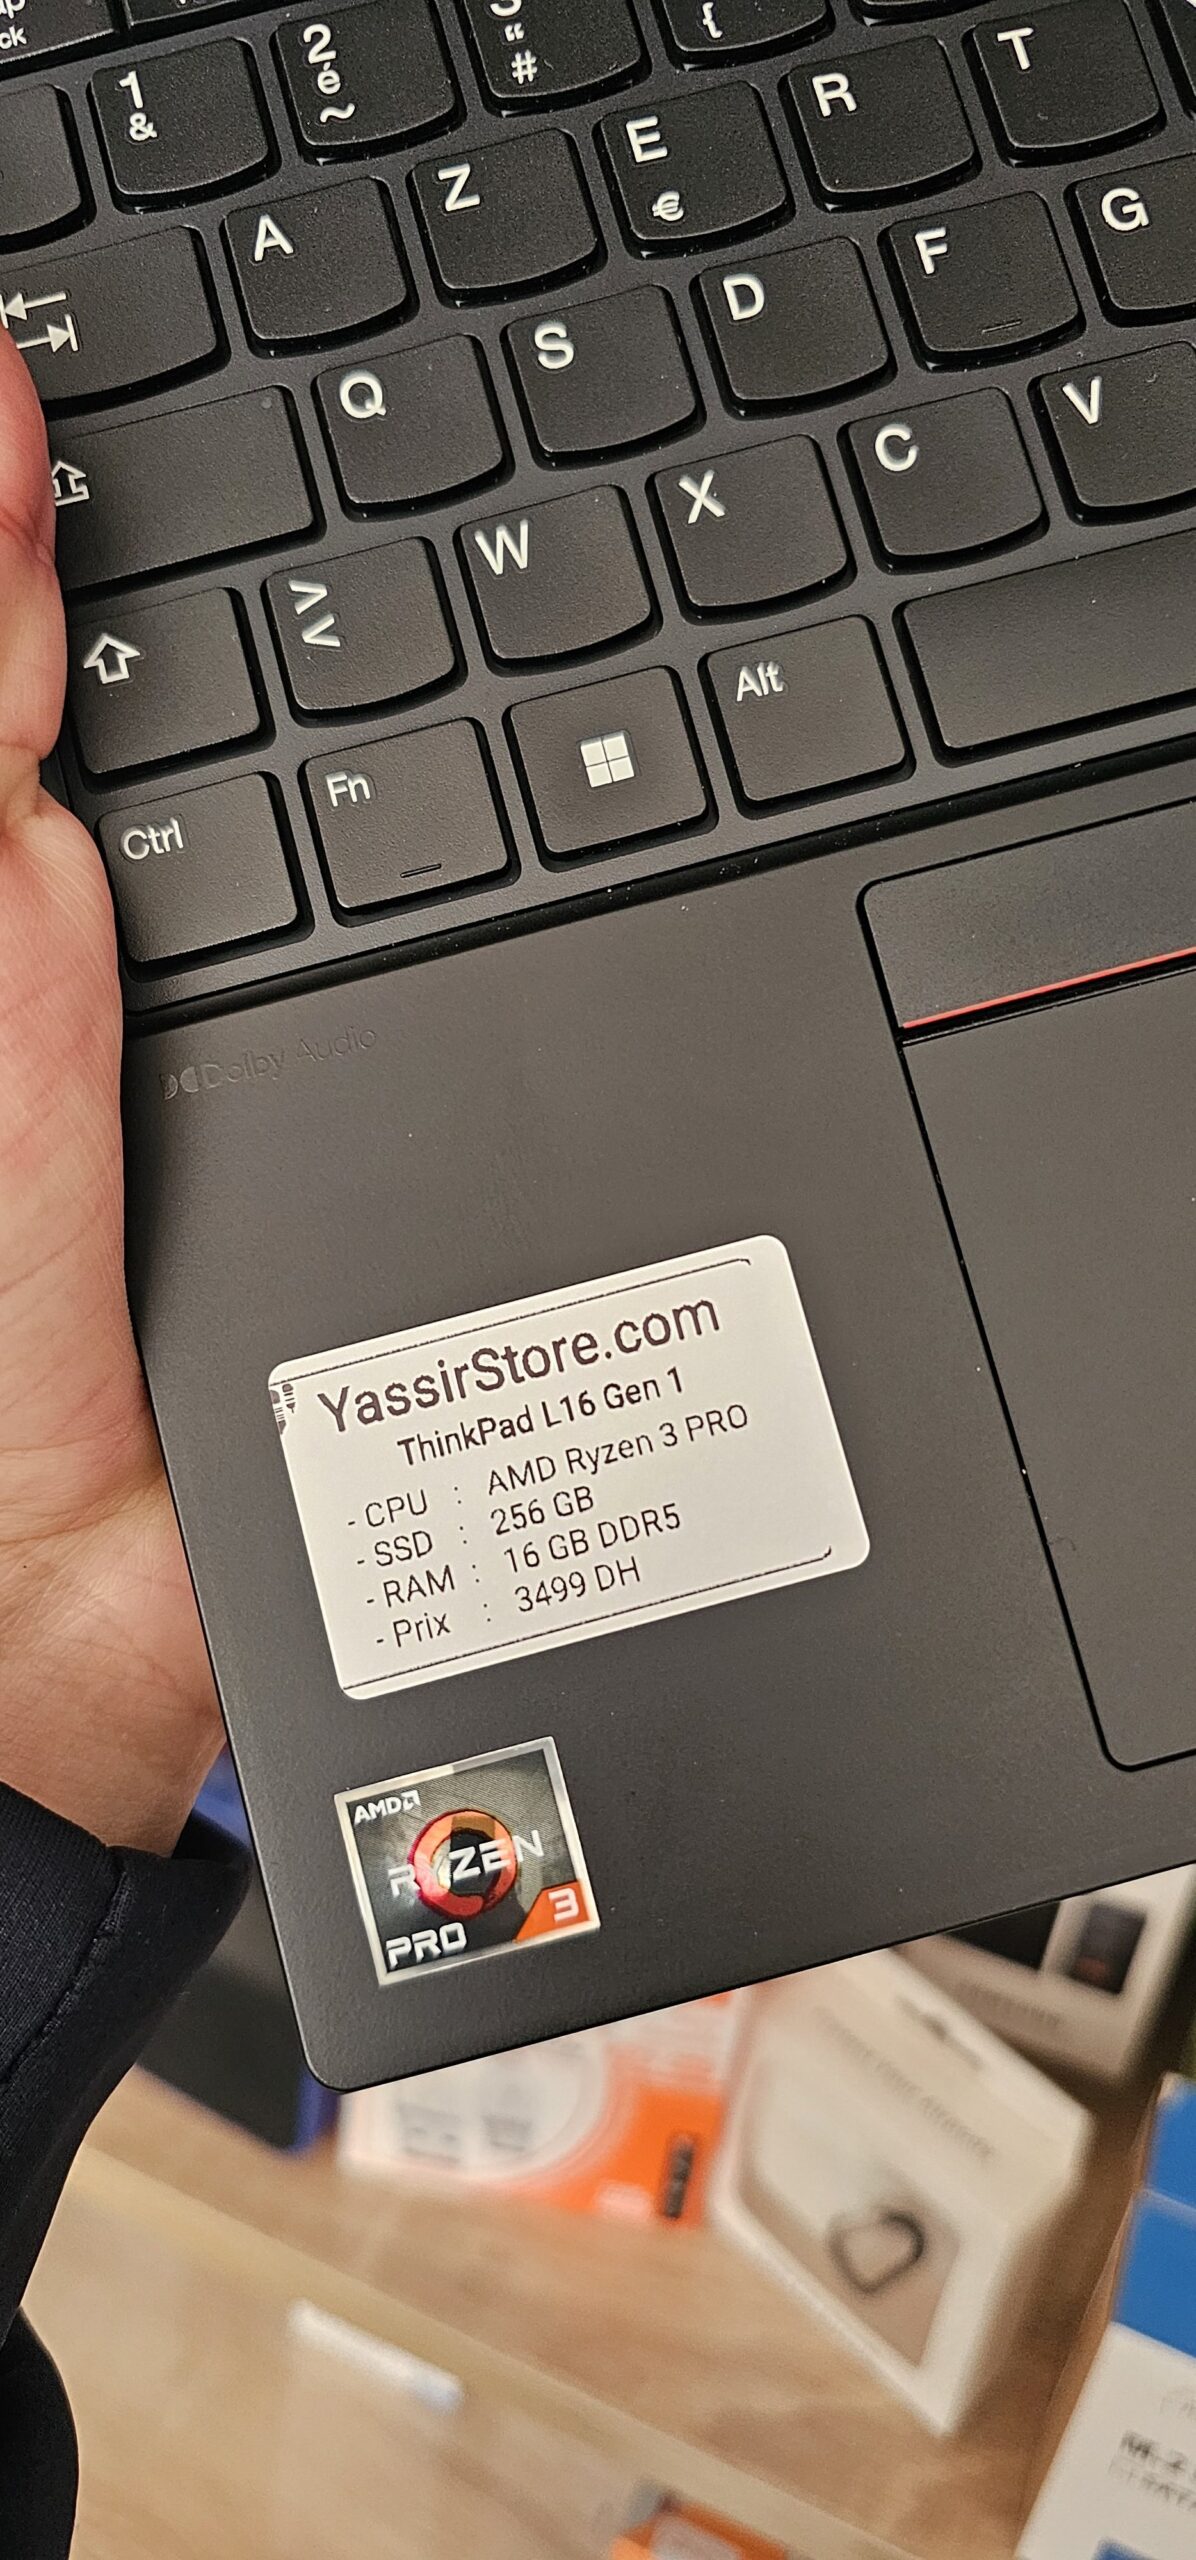 1
&
2
é
~
"
#
{
A
Z
E
€
R
T
Q
S
D
F
G
>
<
W
X
C
V
Ctrl
Fn
Alt
Dolby Audio
YassirStore.com
ThinkPad L16 Gen 1
- CPU : AMD Ryzen 3 PRO
- SSD : 256 GB
- RAM : 16 GB DDR5
- Prix : 3499 DH
AMD
RYZEN
PRO
3